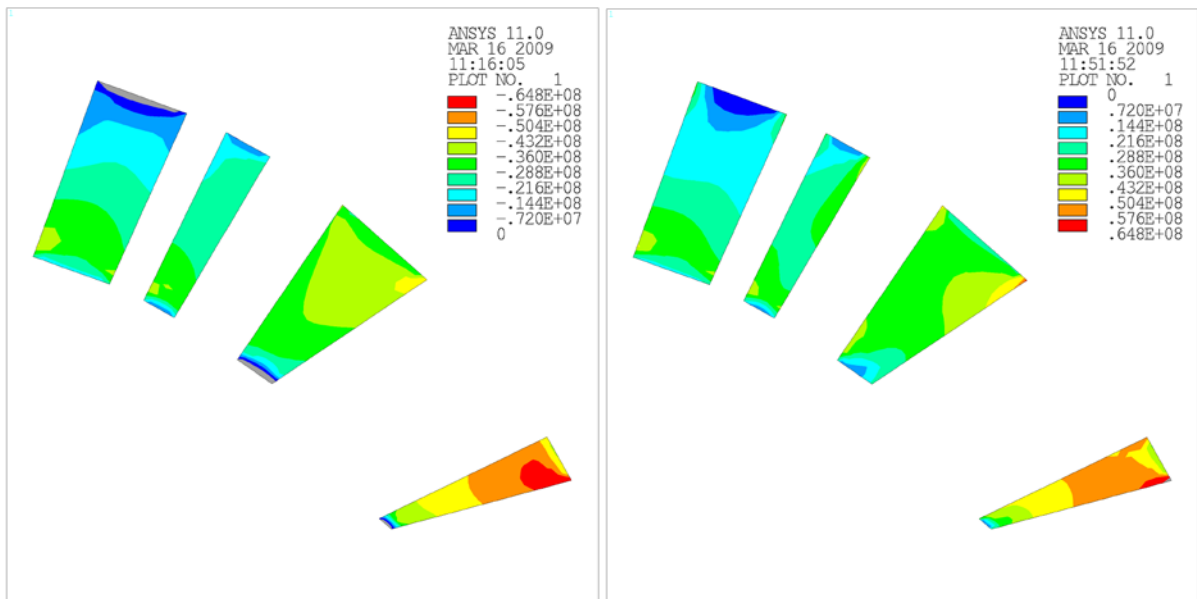 1
ANSYS 11.0
MAR 16 2009
11:16:05
PLOT NO. 1
-.648E+08
-.576E+08
-.504E+08
-.432E+08
-.360E+08
-.288E+08
-.216E+08
-.144E+08
-.720E+07
0
1
ANSYS 11.0
MAR 16 2009
11:51:52
PLOT NO. 1
0
.720E+07
.144E+08
.216E+08
.288E+08
.432E+08
.504E+08
.576E+08
.648E+08